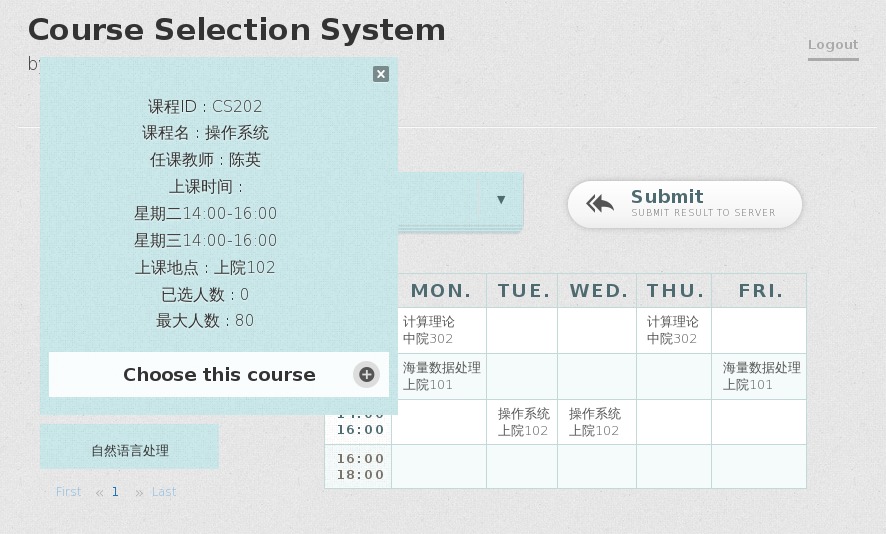 Course Selection System
Logout
课程ID：CS202
课程名：操作系统
任课教师：陈英
上课时间：
星期二14:00-16:00
星期三14:00-16:00
上课地点：上院102
已选人数：0
最大人数：80
Choose this course
Submit
SUBMIT RESULT TO SERVER
MON. TUE. WED. THU. FRI.
计算理论 计算理论
中院302 中院302
海量数据处理 海量数据处理
上院101 上院101
14:00 操作系统 操作系统
16:00 上院102 上院102
16:00
18:00
自然语言处理
First « 1 » Last